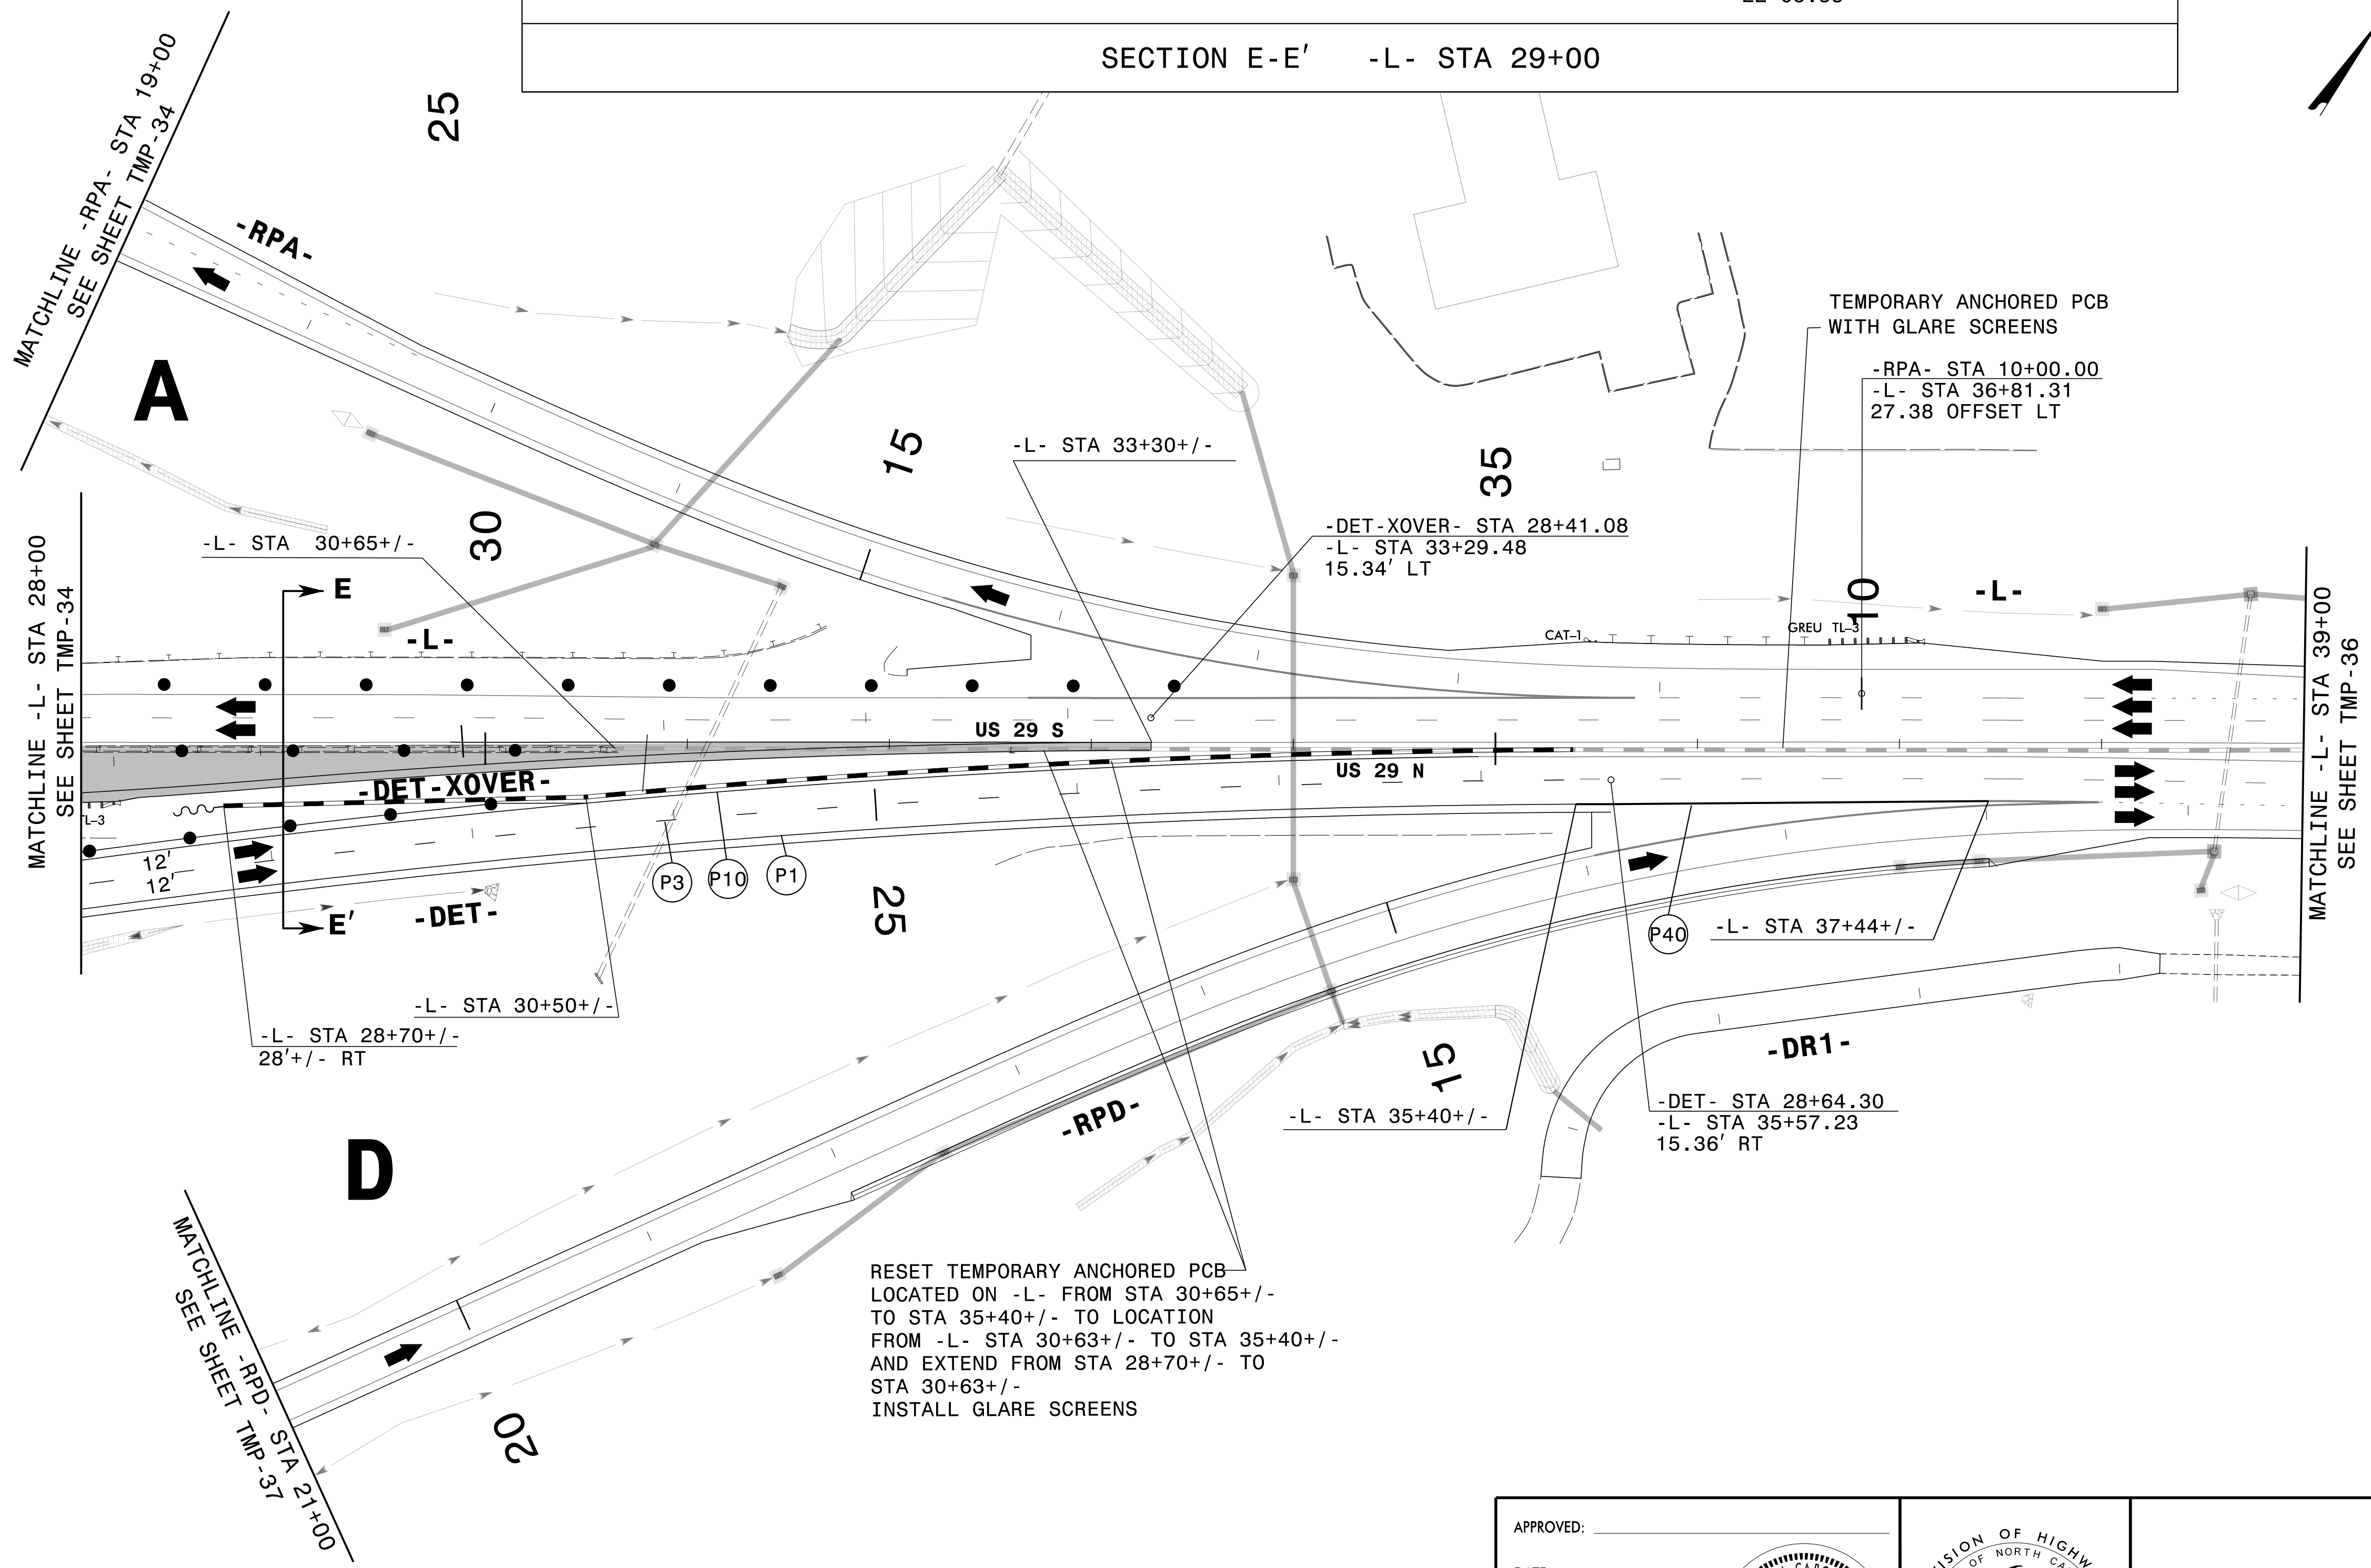 SECTION E-E' -L- STA 29+00
MATCHLINE -RPA- STA 19+00
SEE SHEET TMP-34
25
-RPA-
A
TEMPORARY ANCHORED PCB
WITH GLARE SCREENS
-RPA- STA 10+00.00
-L- STA 36+81.31
27.38 OFFSET LT
15
-L- STA 33+30+/-
35
30
-L- STA 30+65+/-
-DET-XOVER- STA 28+41.08
-L- STA 33+29.48
15.34' LT
MATCHLINE -L- STA 28+00
SEE SHEET TMP-34
E
-L-
10
-L-
CAT-1
GREU TL-3
MATCHLINE -L- STA 39+00
SEE SHEET TMP-36
US 29 S
US 29 N
-DET-XOVER-
TL-3
12'
12'
P3
P10
P1
25
E'
-DET-
P40
-L- STA 37+44+/-
-L- STA 30+50+/-
-L- STA 28+70+/-
28'+/- RT
15
-DR1-
-RPD-
-L- STA 35+40+/-
-DET- STA 28+64.30
-L- STA 35+57.23
15.36' RT
D
MATCHLINE -RPD- STA 21+00
SEE SHEET TMP-37
RESET TEMPORARY ANCHORED PCB
LOCATED ON -L- FROM STA 30+65+/-
TO STA 35+40+/- TO LOCATION
FROM -L- STA 30+63+/- TO STA 35+40+/-
AND EXTEND FROM STA 28+70+/- TO
STA 30+63+/-
INSTALL GLARE SCREENS
20
APPROVED: